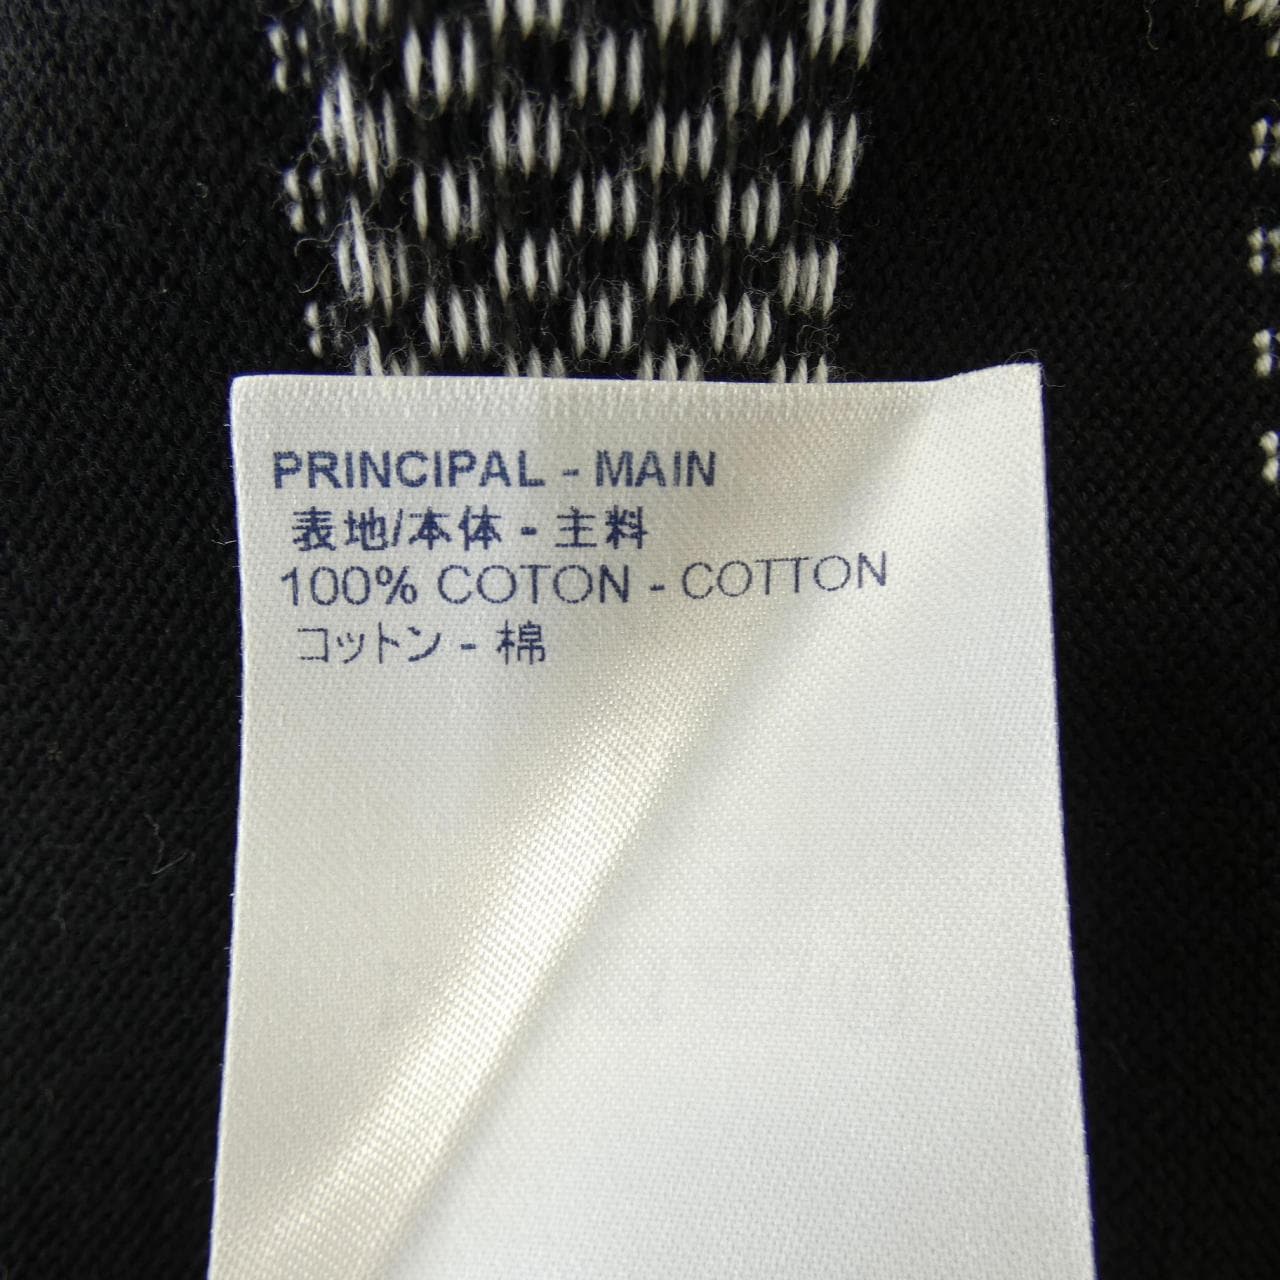 PRINCIPAL - MAIN
表地/本体 - 主料
100% COTON - COTTON
コットン - 棉